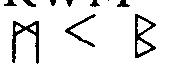 ᛗ ᚲ ᛒ